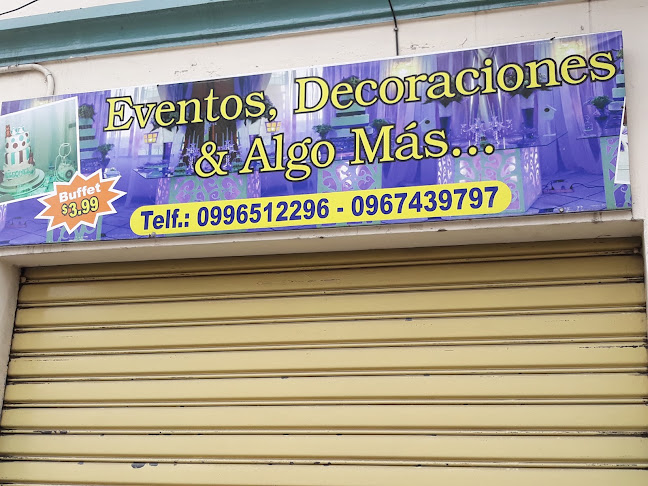 Eventos, Decoraciones
& Algo Más...
Buffet
$3.99
Telf.: 0996512296 - 0967439797